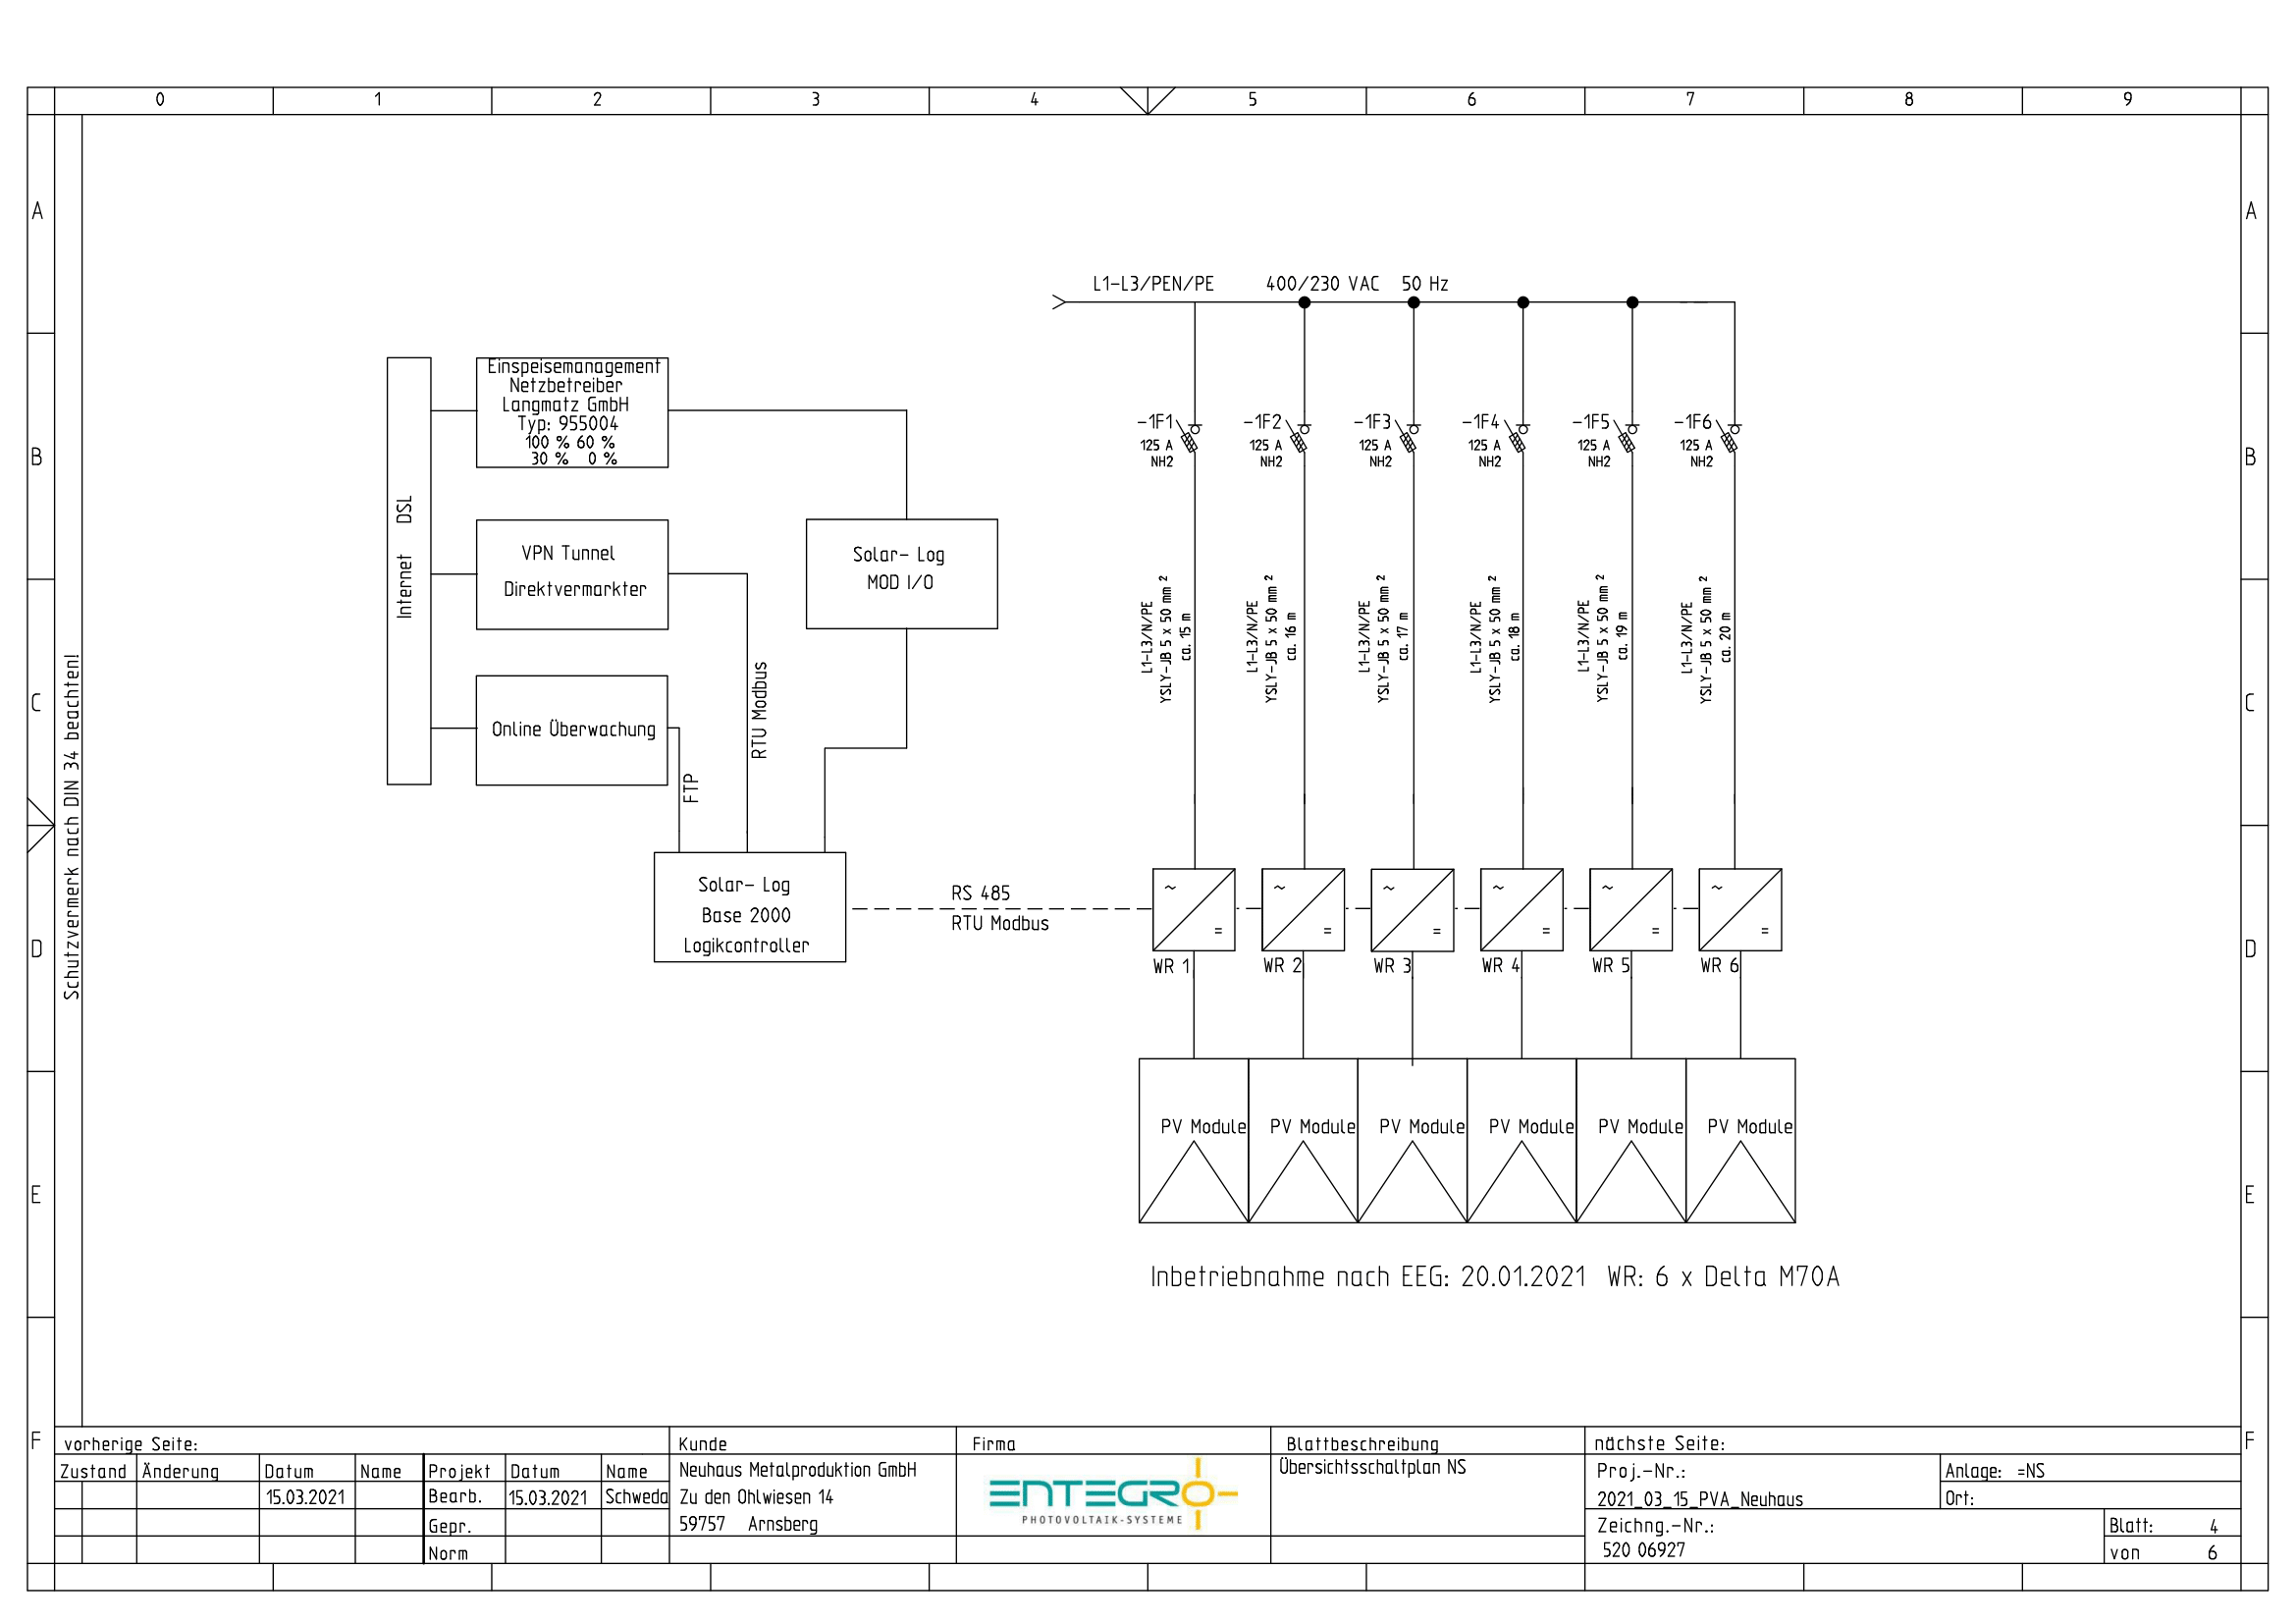 0 1 2 3 4 5 6 7 8 9
A A
L1-L3/PEN/PE 400/230 VAC 50 Hz
B B
Einspeisemanagement
Netzbetreiber
Langmatz GmbH
Typ: 955004
100 % 60 %
30 % 0 %
-1F1
125 A
NH2
-1F2
125 A
NH2
-1F3
125 A
NH2
-1F4
125 A
NH2
-1F5
125 A
NH2
-1F6
125 A
NH2
Internet DSL
VPN Tunnel
Direktvermarkter
Solar- Log
MOD I/O
Online Überwachung
FTP
RTU Modbus
L1-L3/N/PE
YSLY-JB 5 x 50 mm ²
ca. 15 m
L1-L3/N/PE
YSLY-JB 5 x 50 mm ²
ca. 16 m
L1-L3/N/PE
YSLY-JB 5 x 50 mm ²
ca. 17 m
L1-L3/N/PE
YSLY-JB 5 x 50 mm ²
ca. 18 m
L1-L3/N/PE
YSLY-JB 5 x 50 mm ²
ca. 19 m
L1-L3/N/PE
YSLY-JB 5 x 50 mm ²
ca. 20 m
C C
Schutzvermerk nach DIN 34 beachten!
Solar- Log
Base 2000
Logikcontroller
RS 485
RTU Modbus
~ = ~ = ~ = ~ = ~ = ~ =
D D
WR 1 WR 2 WR 3 WR 4 WR 5 WR 6
PV Module PV Module PV Module PV Module PV Module PV Module
E E
Inbetriebnahme nach EEG: 20.01.2021 WR: 6 x Delta M70A
F F
vorherige Seite:
Zustand Änderung Datum Name Projekt Datum Name
15.03.2021 Bearb. 15.03.2021 Schweda
Gepr.
Norm
Kunde
Neuhaus Metalproduktion GmbH
Zu den Ohlwiesen 14
59757 Arnsberg
Firma
ENTEGRO
PHOTOVOLTAIK-SYSTEME
Blattbeschreibung
Übersichtsschaltplan NS
nächste Seite:
Proj.-Nr.:
2021_03_15_PVA_Neuhaus
Anlage: =NS
Ort:
Zeichng.-Nr.:
520 06927
Blatt: 4
von 6